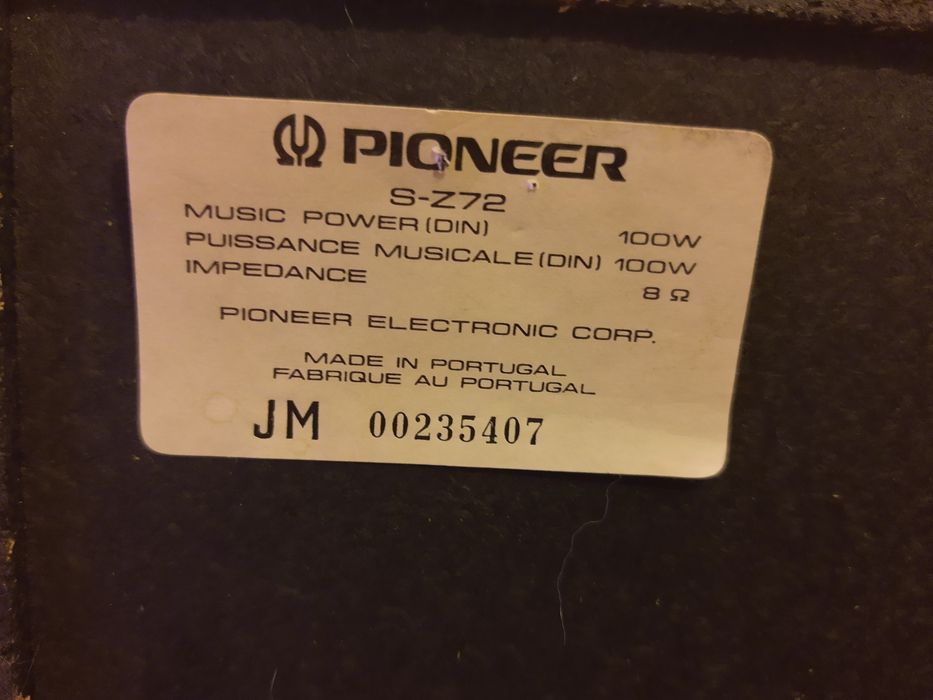 PIONEER
S-Z72
MUSIC POWER (DIN) 100W
PUISSANCE MUSICALE (DIN) 100W
IMPEDANCE 8 Ω
PIONEER ELECTRONIC CORP.
MADE IN PORTUGAL
FABRIQUE AU PORTUGAL
JM 00235407